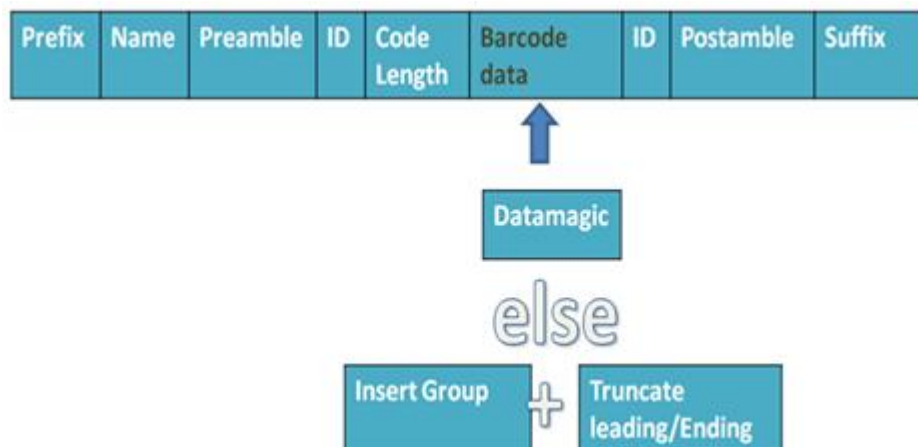 Prefix Name Preamble ID Code Length Barcode data ID Postamble Suffix
Datamagic
else
Insert Group + Truncate leading/Ending